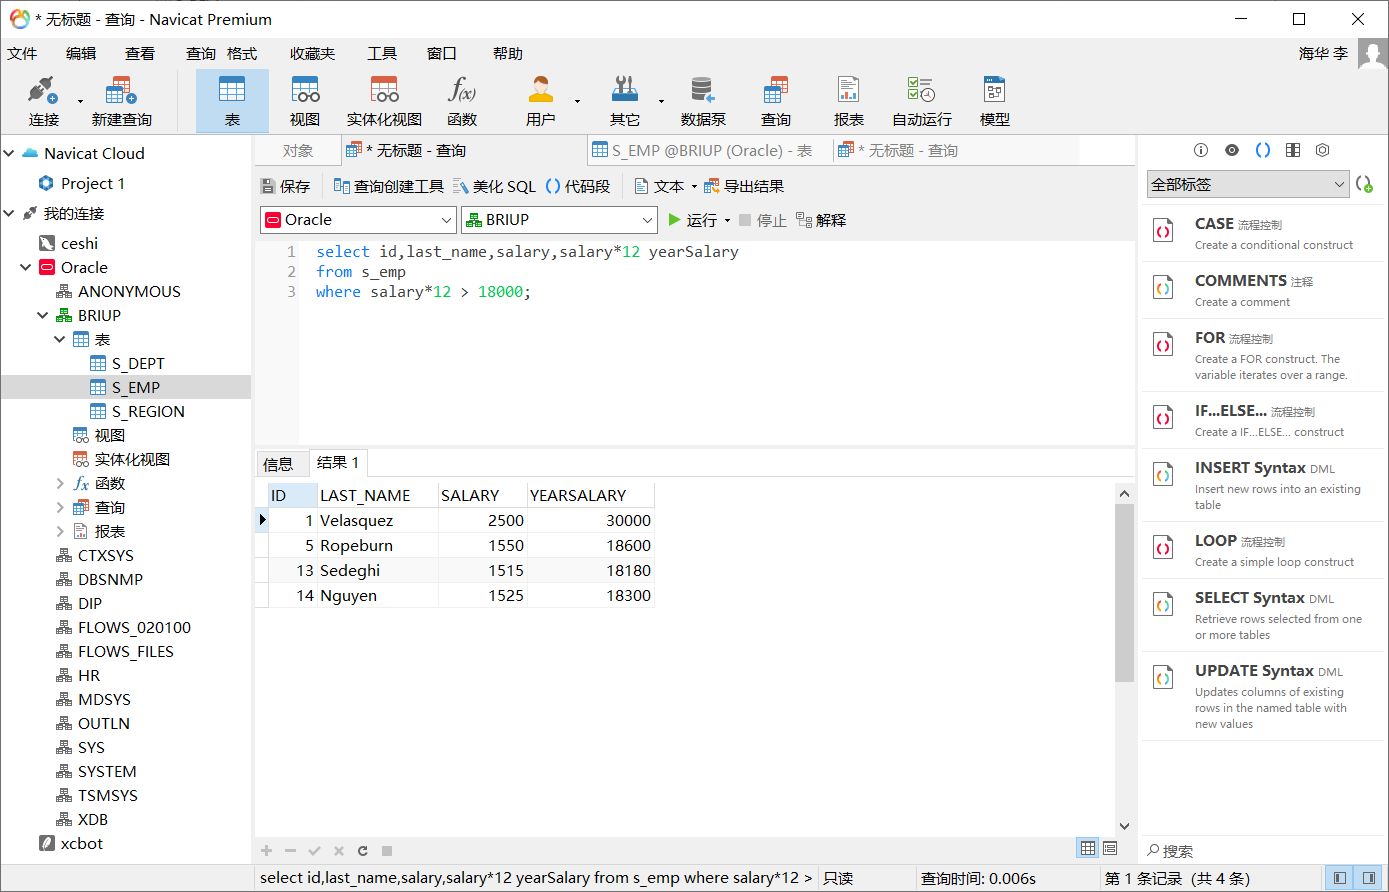 * 无标题 - 查询 - Navicat Premium
文件 编辑 查看 查询 格式 收藏夹 工具 窗口 帮助 海华 李
连接 新建查询 表 视图 实体化视图 函数 用户 其它 数据泵 查询 报表 自动运行 模型
Navicat Cloud
Project 1
我的连接
ceshi
Oracle
ANONYMOUS
BRIUP
表
S_DEPT
S_EMP
S_REGION
视图
实体化视图
函数
查询
报表
CTXSYS
DBSNMP
DIP
FLOWS_020100
FLOWS_FILES
HR
MDSYS
OUTLN
SYS
SYSTEM
TSMSYS
XDB
xcbot
对象 * 无标题 - 查询 S_EMP @BRIUP (Oracle) - 表 * 无标题 - 查询
保存 查询创建工具 美化 SQL () 代码段 文本 导出结果
Oracle BRIUP 运行 停止 解释
1 select id,last_name,salary,salary*12 yearSalary
2 from s_emp
3 where salary*12 > 18000;
信息 结果 1
ID LAST_NAME SALARY YEARSALARY
1 Velasquez 2500 30000
5 Ropeburn 1550 18600
13 Sedeghi 1515 18180
14 Nguyen 1525 18300
全部标签
CASE 流程控制
Create a conditional construct
COMMENTS 注释
Create a comment
FOR 流程控制
Create a FOR construct. The
variable iterates over a range.
IF...ELSE... 流程控制
Create a IF...ELSE... construct
INSERT Syntax DML
Insert new rows into an existing
table
LOOP 流程控制
Create a simple loop construct
SELECT Syntax DML
Retrieve rows selected from one
or more tables
UPDATE Syntax DML
Updates columns of existing
rows in the named table with
new values
搜索
select id,last_name,salary,salary*12 yearSalary from s_emp where salary*12 > 只读 查询时间: 0.006s 第 1 条记录 (共 4 条)